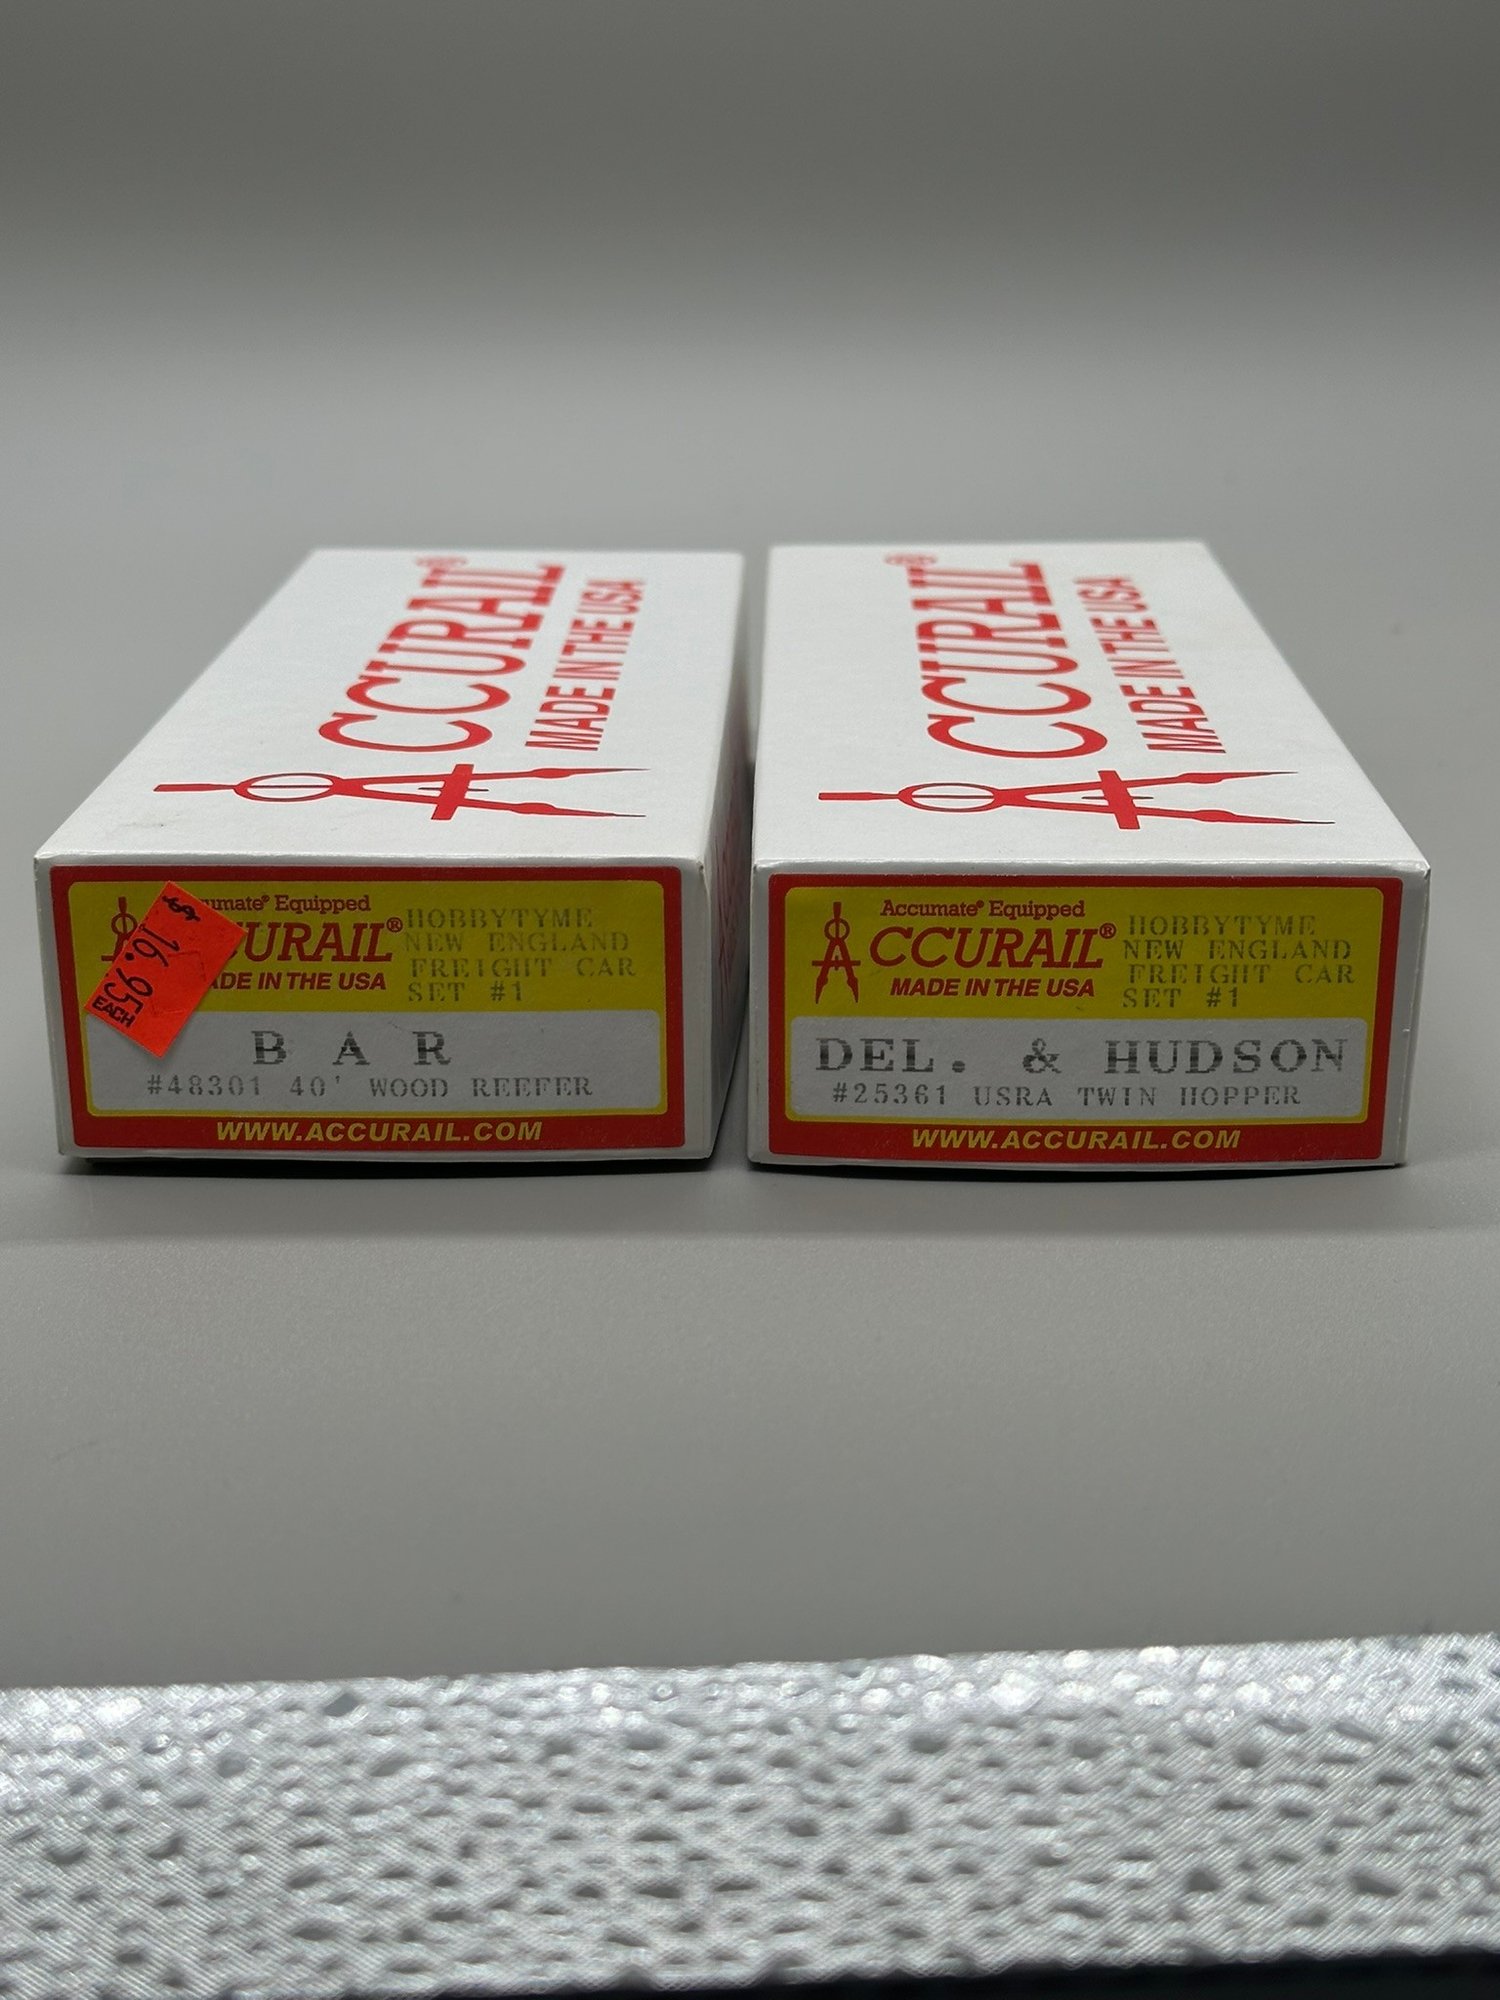 ACCURAIL®
MADE IN THE USA
ACCURAIL®
MADE IN THE USA
umate® Equipped
CCURAIL®
ADE IN THE USA
HOBBYTYME
NEW ENGLAND
FREIGHT CAR
SET #1
$16.95
EACH
B A R
#48301 40' WOOD REEFER
WWW.ACCURAIL.COM
Accumate® Equipped
ACCURAIL®
MADE IN THE USA
HOBBYTYME
NEW ENGLAND
FREIGHT CAR
SET #1
DEL. & HUDSON
#25361 USRA TWIN HOPPER
WWW.ACCURAIL.COM